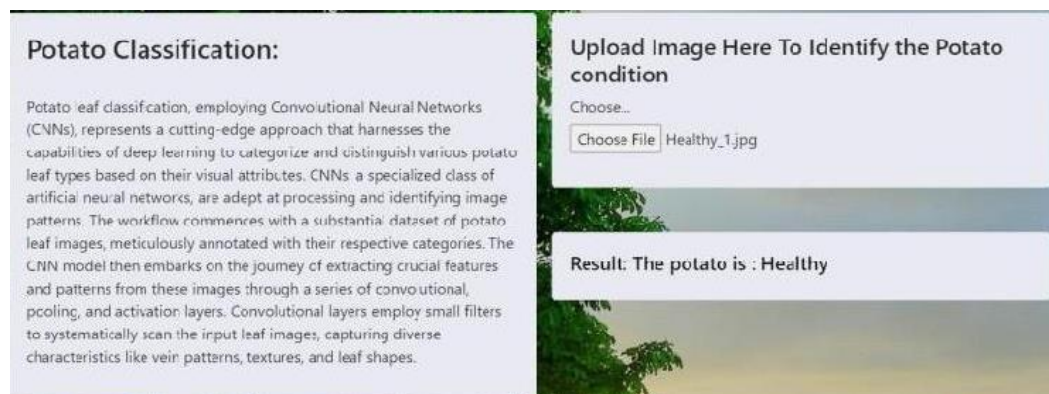 Potato Classification:
Potato leaf classification, employing Convolutional Neural Networks
(CNNs), represents a cutting-edge approach that harnesses the
capabilities of deep learning to categorize and distinguish various potato
leaf types based on their visual attributes. CNNs a specialized class of
artificial neural networks, are adept at processing and identifying image
patterns. The workflow commences with a substantial dataset of potato
leaf images, meticulously annotated with their respective categories. The
CNN model then embarks on the journey of extracting crucial features
and patterns from these images through a series of convolutional,
pooling, and activation layers. Convolutional layers employ small filters
to systematically scan the input leaf images, capturing diverse
characteristics like vein patterns, textures, and leaf shapes.
Upload Image Here To Identify the Potato
condition
Choose...
Choose File Healthy_1.jpg
Result: The potato is : Healthy